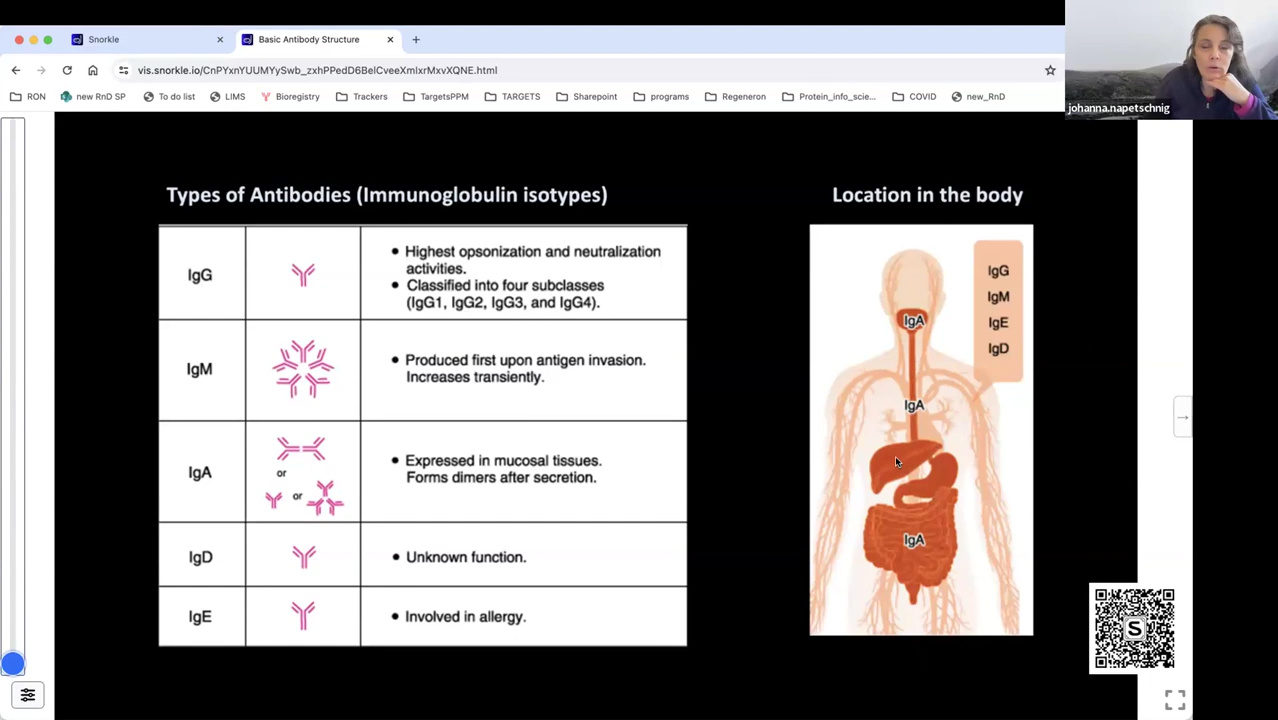 Snorkle
Basic Antibody Structure
vis.snorkle.io/CnPYxnYUUMYySwb_zxhPPedD6BelCveeXmlxrMxvXQNE.html
RON
new RnD SP
To do list
LIMS
Bioregistry
Trackers
TargetsPPM
TARGETS
Sharepoint
programs
Regeneron
Protein_info_scie...
COVID
new_RnD
johanna.napetschnig
Types of Antibodies (Immunoglobulin isotypes)
IgG
• Highest opsonization and neutralization
activities.
• Classified into four subclasses
(IgG1, IgG2, IgG3, and IgG4).
IgM
• Produced first upon antigen invasion.
Increases transiently.
IgA
or
or
• Expressed in mucosal tissues.
Forms dimers after secretion.
IgD
• Unknown function.
IgE
• Involved in allergy.
Location in the body
IgG
IgM
IgE
IgD
IgA
IgA
IgA
S